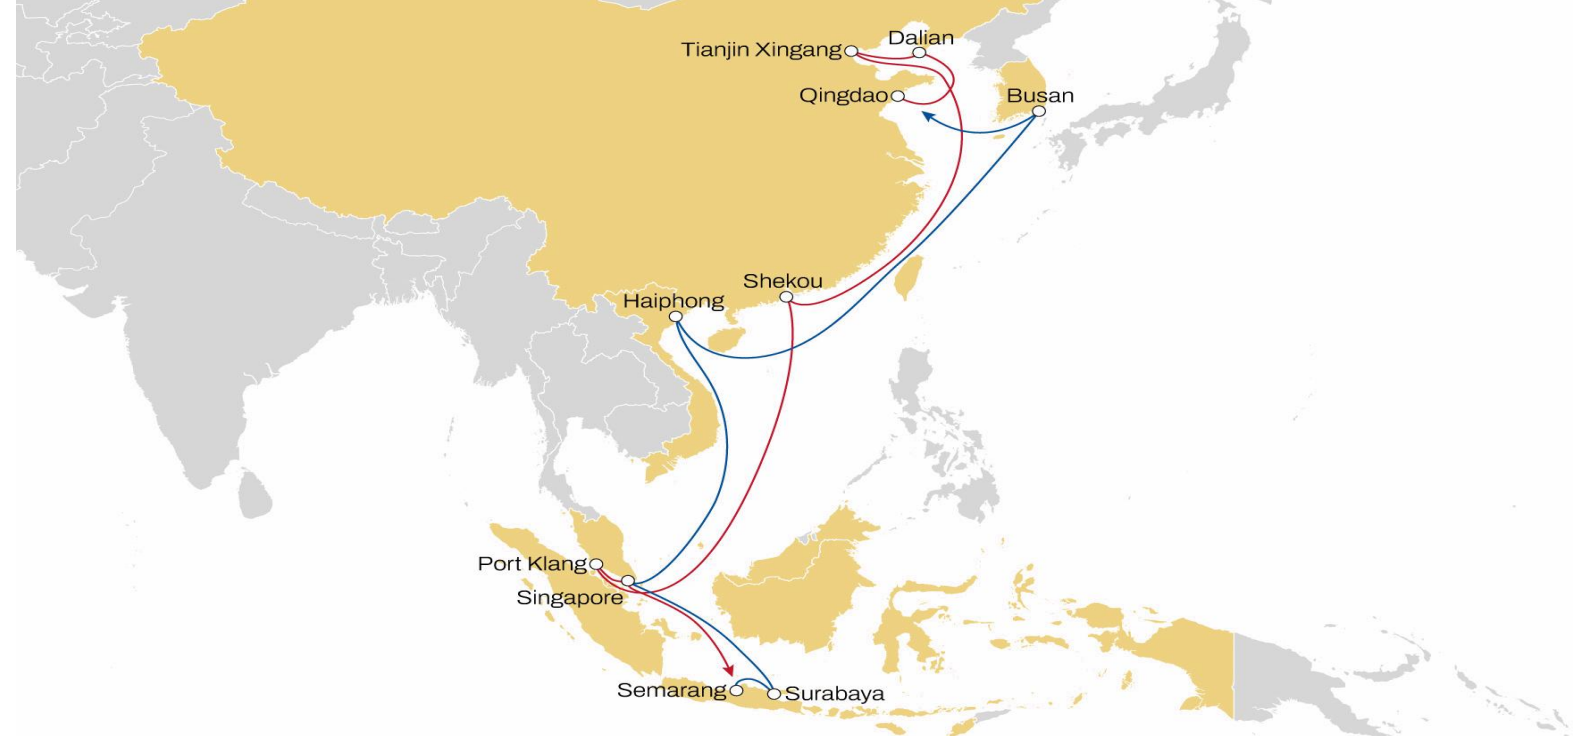 Dalian
Tianjin Xingang
Qingdao
Busan
Shekou
Haiphong
Port Klang
Singapore
Semarang
Surabaya